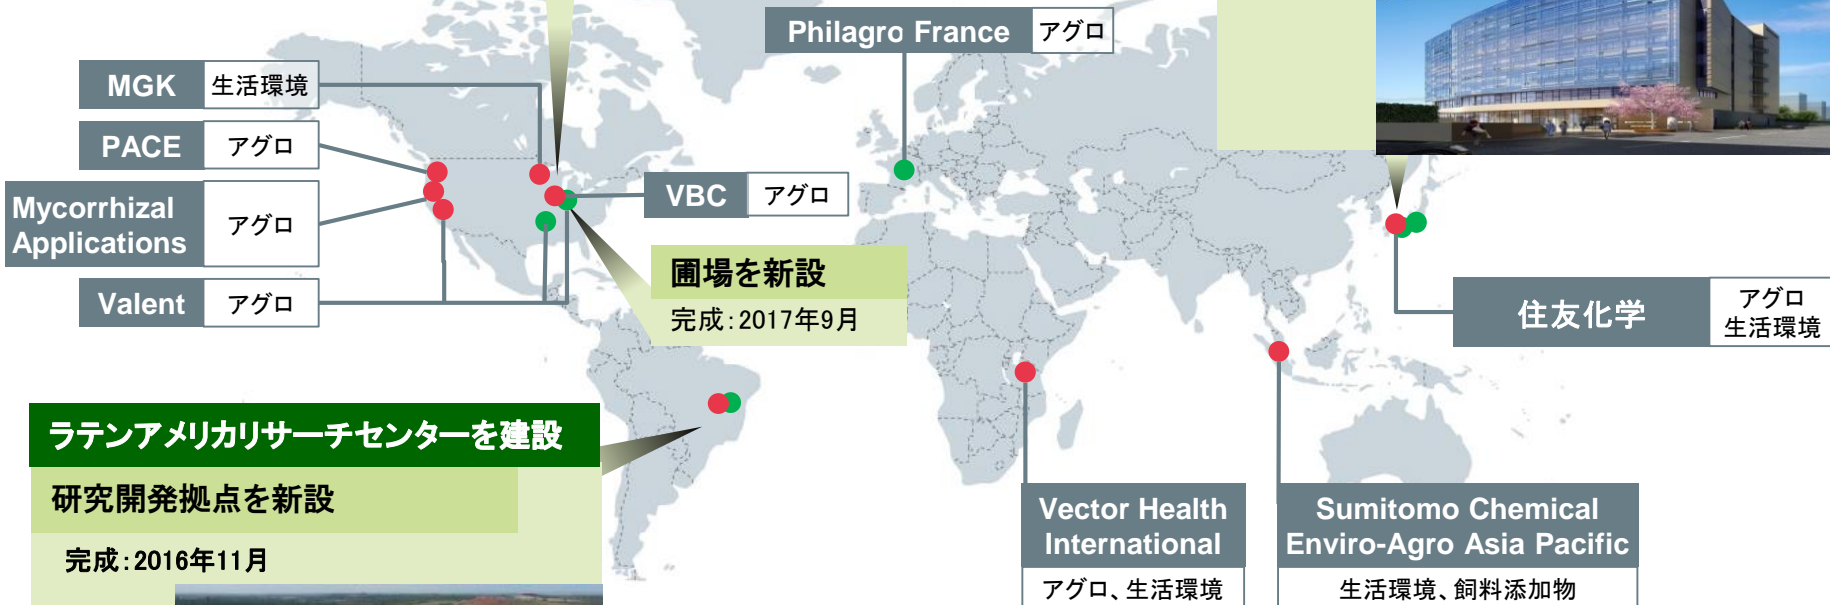 Philagro France アグロ
MGK 生活環境
PACE アグロ
Mycorrhizal
Applications
アグロ
VBC アグロ
Valent アグロ
圃場を新設
完成：2017年9月
住友化学
アグロ
生活環境
ラテンアメリカリサーチセンターを建設
研究開発拠点を新設
完成：2016年11月
Vector Health
International
アグロ、生活環境
Sumitomo Chemical
Enviro-Agro Asia Pacific
生活環境、飼料添加物